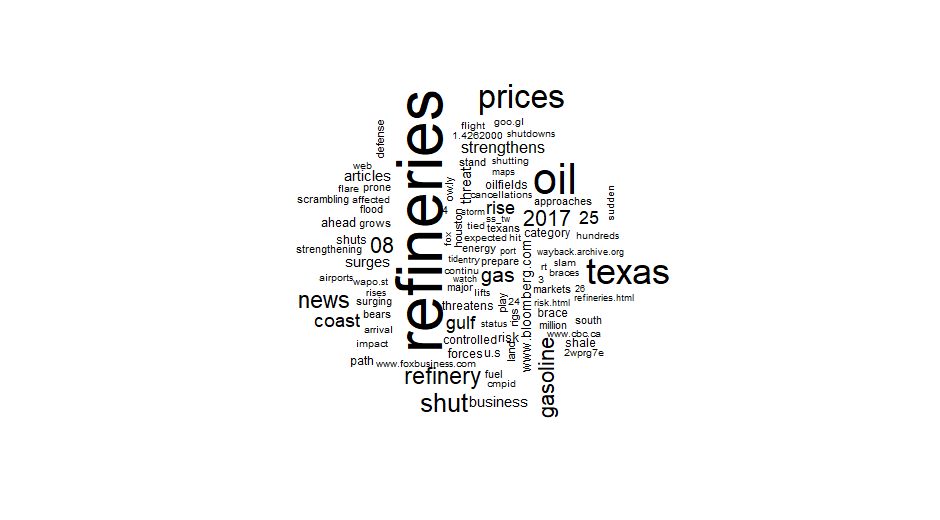 prices
flight
goo.gl
1.4262000
shutdowns
defense
strengthens
web
stand
shutting
articles
maps
threat
oil
flare
prone
ow.ly
oilfields
cancellations
scrambling
affected
approaches
sudden
flood
4
storm
rise
ss_tw
2017
25
ahead
grows
houston
tied
texans
refineries
fox
expected
hit
category
hundreds
shuts
08
strengthening
energy
port
wayback.archive.org
surges
tidentry
prepare
rt
slam
airports
wapo.st
continu
watch
gas
3
braces
texas
rises
major
lifts
markets
26
news
surging
threatens
play
24
risk.html
refineries.html
bears
rigs
brace
coast
gulf
status
million
south
arrival
www.bloomberg.com
www.cbc.ca
impact
controlled
risk
shale
path
forces
u.s
land
2wprg7e
www.foxbusiness.com
refinery
fuel
cmpid
gasoline
shut
business